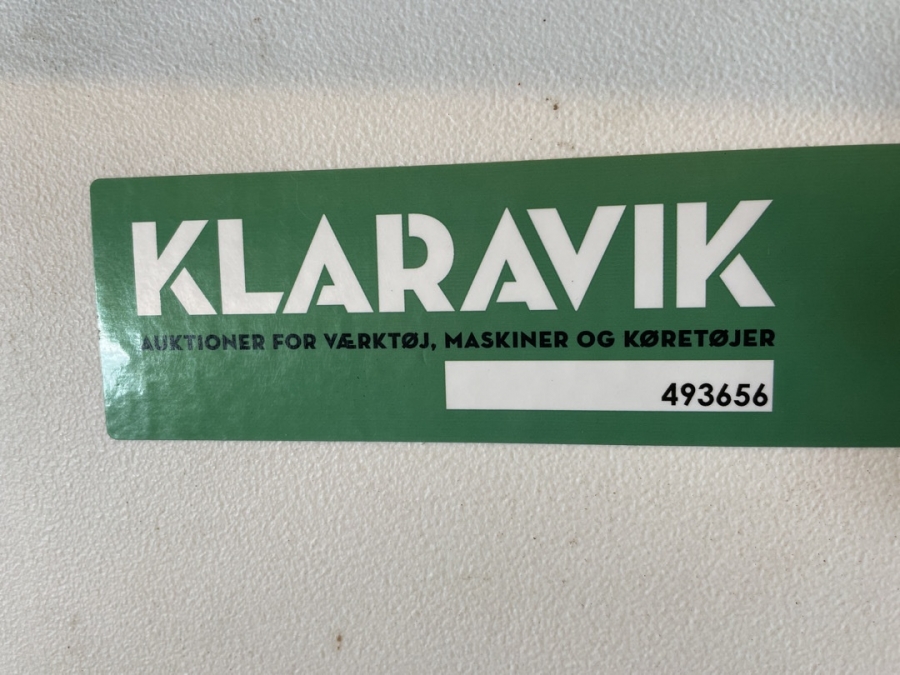 KLARAVIK
AUKTIONER FOR VÆRKTØJ, MASKINER OG KØRETØJER
493656